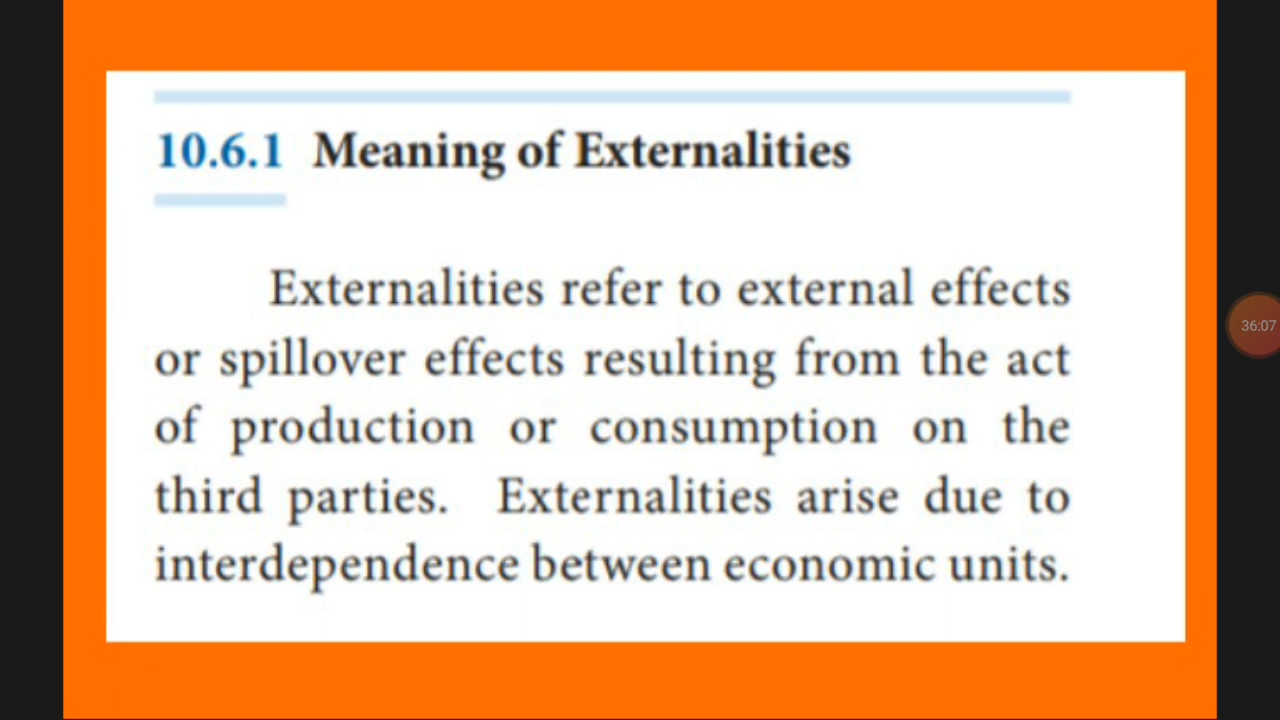 10.6.1 Meaning of Externalities
Externalities refer to external effects
or spillover effects resulting from the act
of production or consumption on the
third parties. Externalities arise due to
interdependence between economic units.
36:07